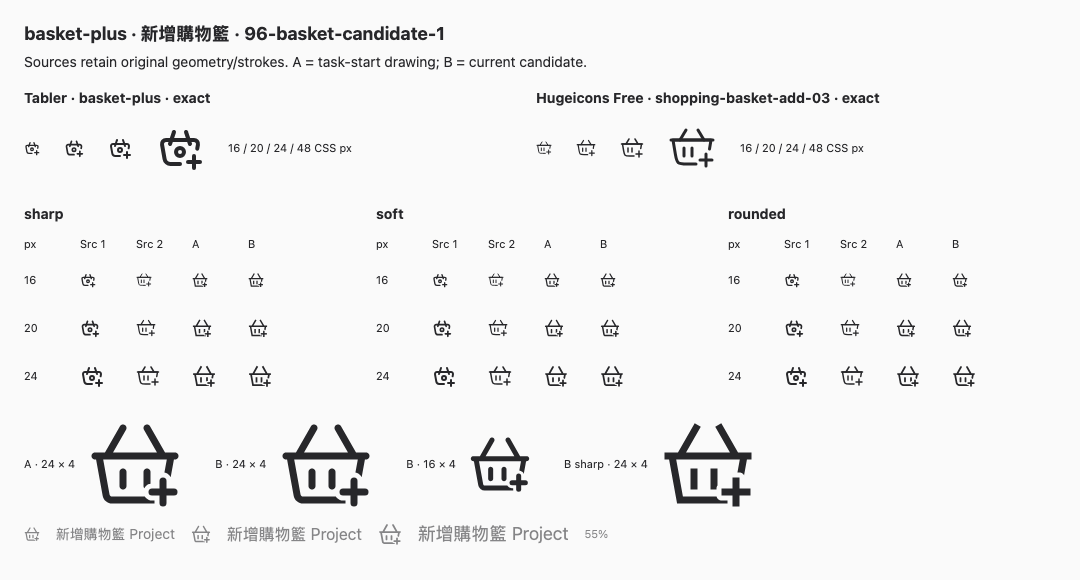 basket-plus · 新增購物籃 · 96-basket-candidate-1
Sources retain original geometry/strokes. A = task-start drawing; B = current candidate.
Tabler · basket-plus · exact
Hugeicons Free · shopping-basket-add-03 · exact
16 / 20 / 24 / 48 CSS px
16 / 20 / 24 / 48 CSS px
sharp
soft
rounded
px Src 1 Src 2 A B
px Src 1 Src 2 A B
px Src 1 Src 2 A B
16
16
16
20
20
20
24
24
24
A · 24 × 4
B · 24 × 4
B · 16 × 4
B sharp · 24 × 4
新增購物籃 Project
新增購物籃 Project
新增購物籃 Project
55%